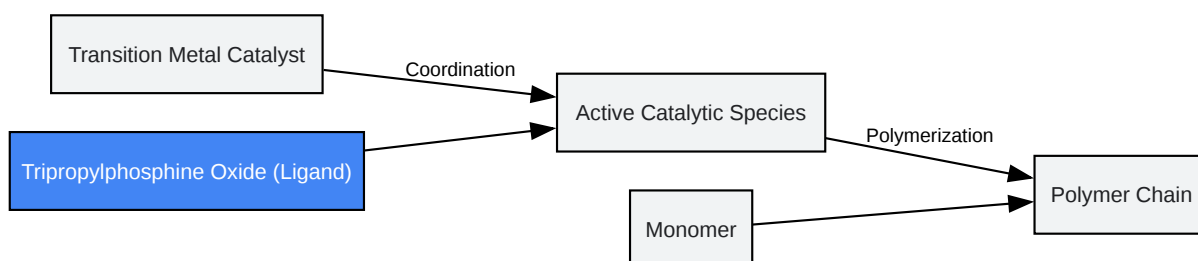 Transition Metal Catalyst
Coordination
Active Catalytic Species
Tripropylphosphine Oxide (Ligand)
Polymerization
Polymer Chain
Monomer